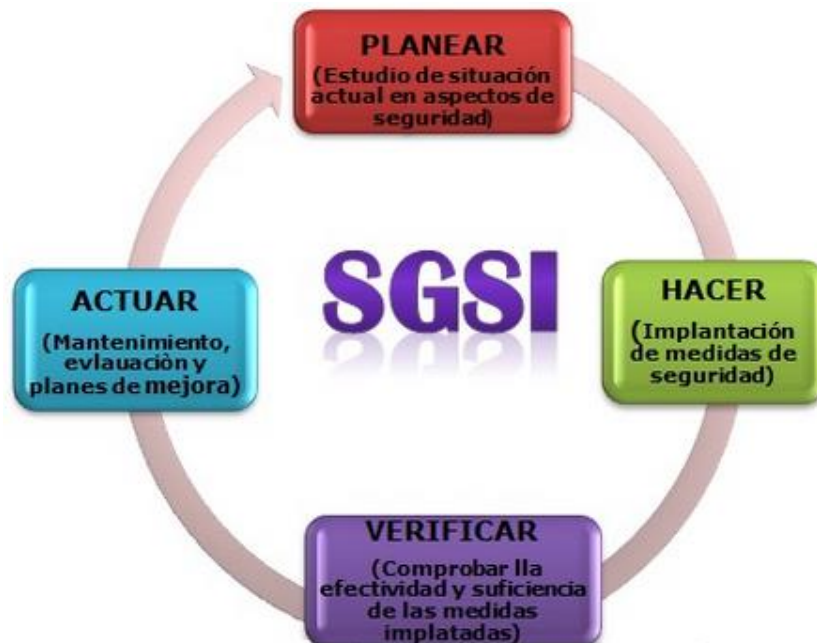 PLANEAR
(Estudio de situación
actual en aspectos de
seguridad)
SGSI
HACER
(Implantación
de medidas de
seguridad)
VERIFICAR
(Comprobar lla
efectividad y suficiencia
de las medidas
implatadas)
ACTUAR
(Mantenimiento,
evlauaciòn y
planes de mejora)